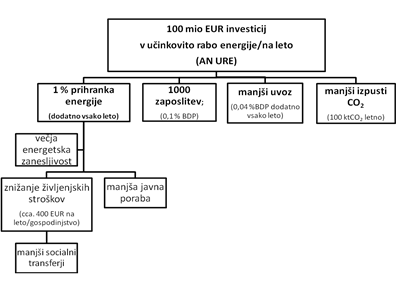 100 mio EUR investicij
v učinkovito rabo energije/na leto
(AN URE)
1 % prihranka
energije
(dodatno vsako leto)
1000
zaposlitev;
(0,1 % BDP)
manjši uvoz
(0,04 %BDP dodatno
vsako leto)
manjši izpusti
CO₂
(100 ktCO₂ letno)
večja
energetska
zanesljivost
znižanje življenjskih
stroškov
(cca. 400 EUR na
leto/gospodinjstvo)
manjša javna
poraba
manjši socialni
transferji